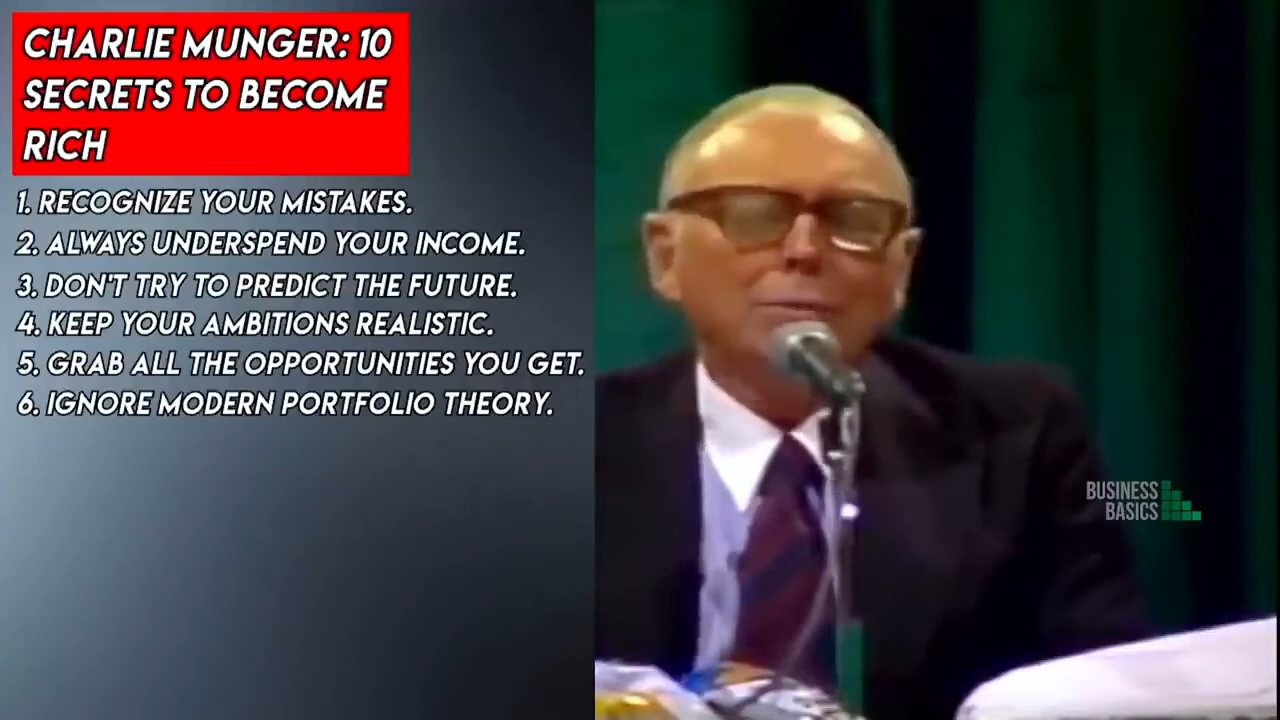 CHARLIE MUNGER: 10
SECRETS TO BECOME
RICH
1. RECOGNIZE YOUR MISTAKES.
2. ALWAYS UNDERSPEND YOUR INCOME.
3. DON'T TRY TO PREDICT THE FUTURE.
4. KEEP YOUR AMBITIONS REALISTIC.
5. GRAB ALL THE OPPORTUNITIES YOU GET.
6. IGNORE MODERN PORTFOLIO THEORY.
BUSINESS
BASICS